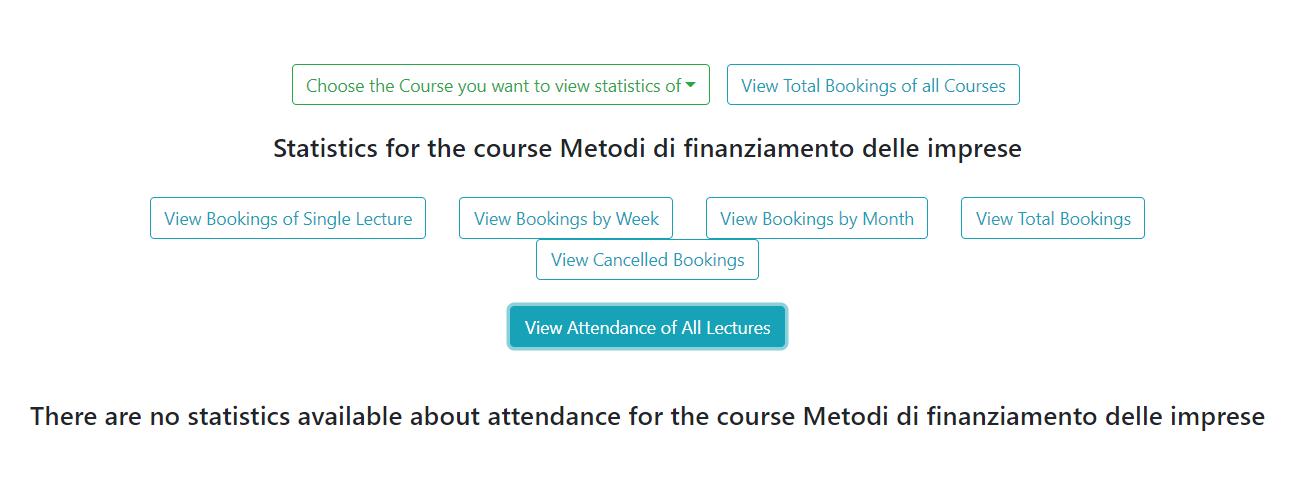 Choose the Course you want to view statistics of View Total Bookings of all Courses
Statistics for the course Metodi di finanziamento delle imprese
View Bookings of Single Lecture View Bookings by Week View Bookings by Month View Total Bookings
View Cancelled Bookings
View Attendance of All Lectures
There are no statistics available about attendance for the course Metodi di finanziamento delle imprese